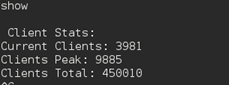 show
Client Stats:
Current Clients: 3981
Clients Peak: 9885
Clients Total: 450010